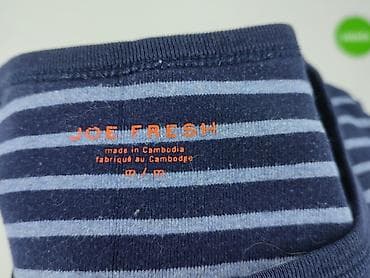 JOE FRESH
made in Cambodia
fabriqué au Cambodge
m/m